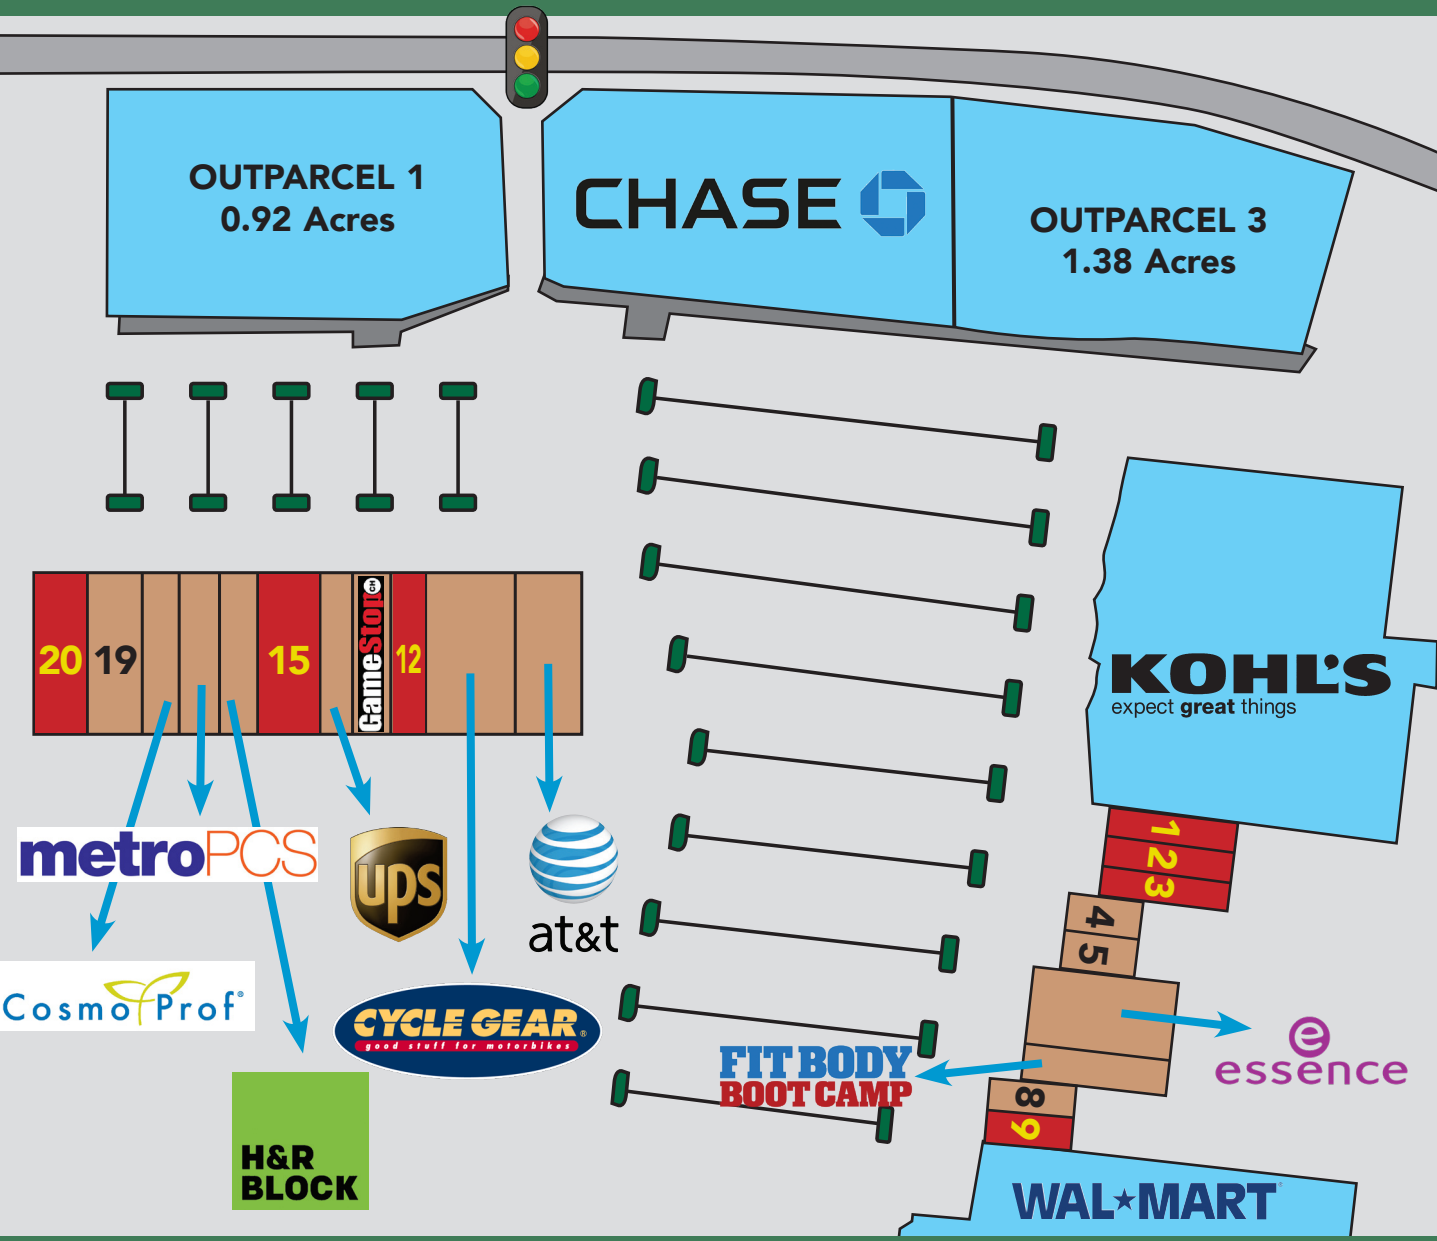 OUTPARCEL 1
0.92 Acres
CHASE
OUTPARCEL 3
1.38 Acres
KOHL'S
expect great things
20
19
15
GameStop
12
metroPCS
ups
at&t
CosmoProf®
CYCLE GEAR®
good stuff for motorbikes
H&R
BLOCK
1
2
3
4
5
essence
FIT BODY
BOOT CAMP
8
9
WAL★MART